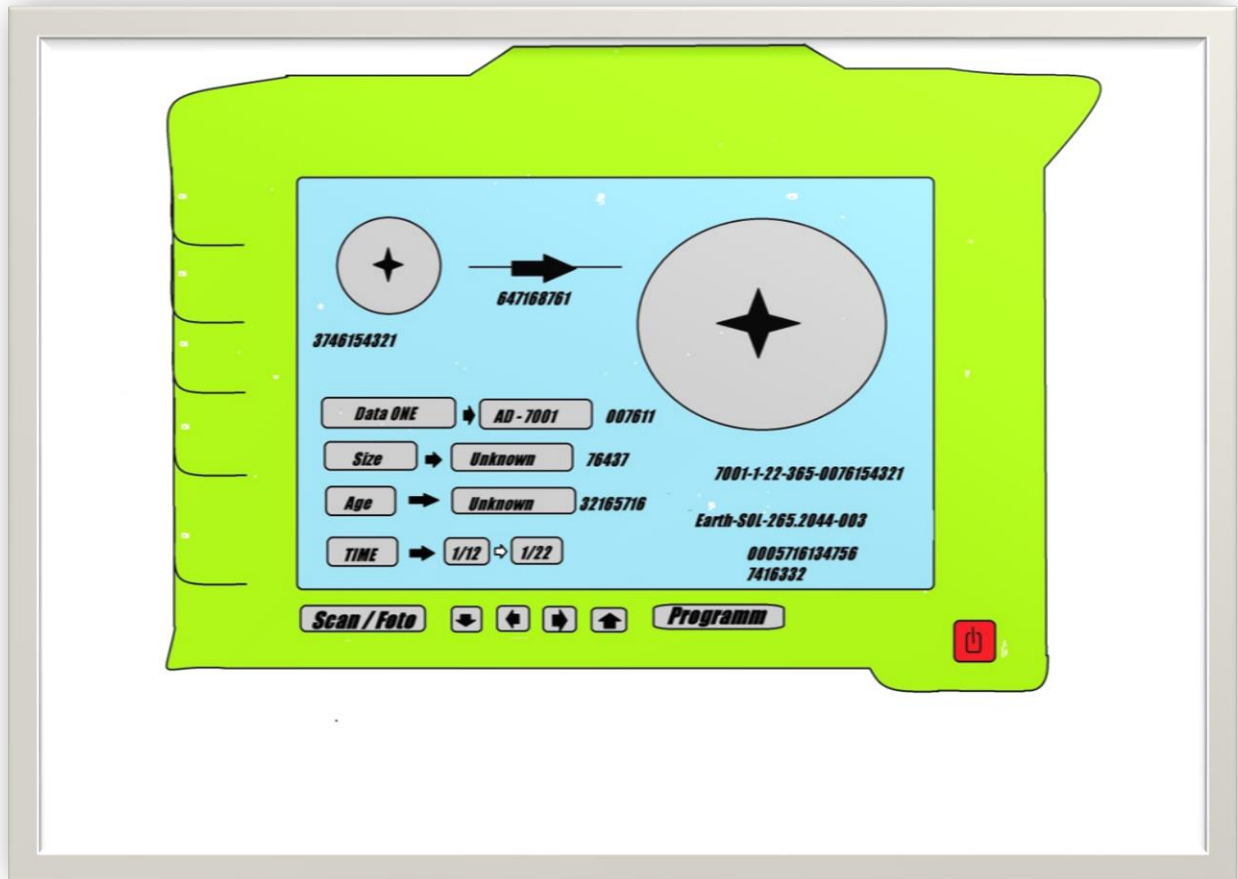 647168761
3746154321
Data ONE AD - 7001 007611
Size Unknown 76437
Age Unknown 32165716
TIME 1/12 1/22
7001-1-22-365-0076154321
Earth-SOL-265.2044-003
0005716134756
7416332
Scan / Foto Programm